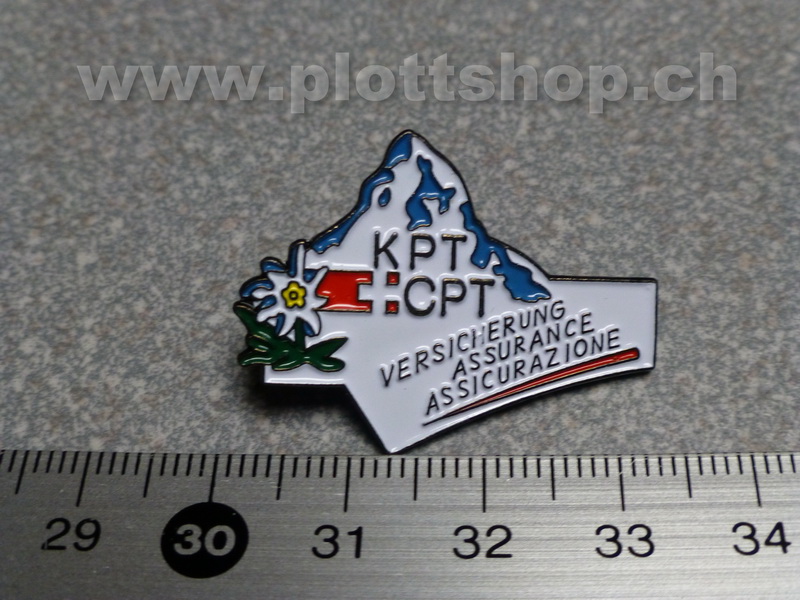 www.plottshop.ch
KPT
CPT
VERSICHERUNG
ASSURANCE
ASSICURAZIONE
29 30 31 32 33 34